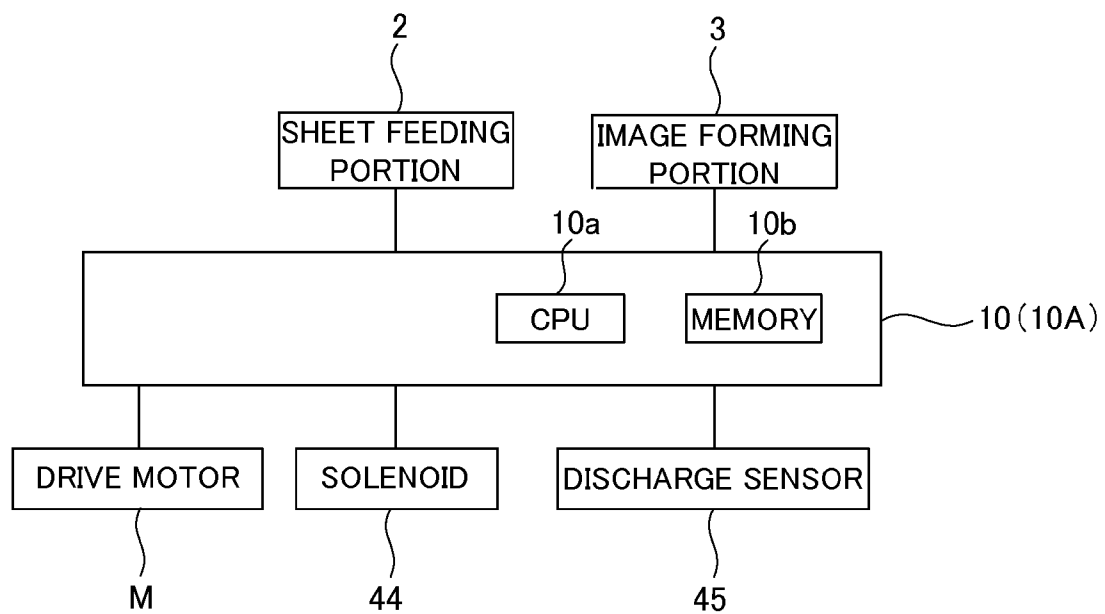 2
3
SHEET FEEDING
PORTION
IMAGE FORMING
PORTION
10a
10b
CPU
MEMORY
10(10A)
DRIVE MOTOR
SOLENOID
DISCHARGE SENSOR
M
44
45